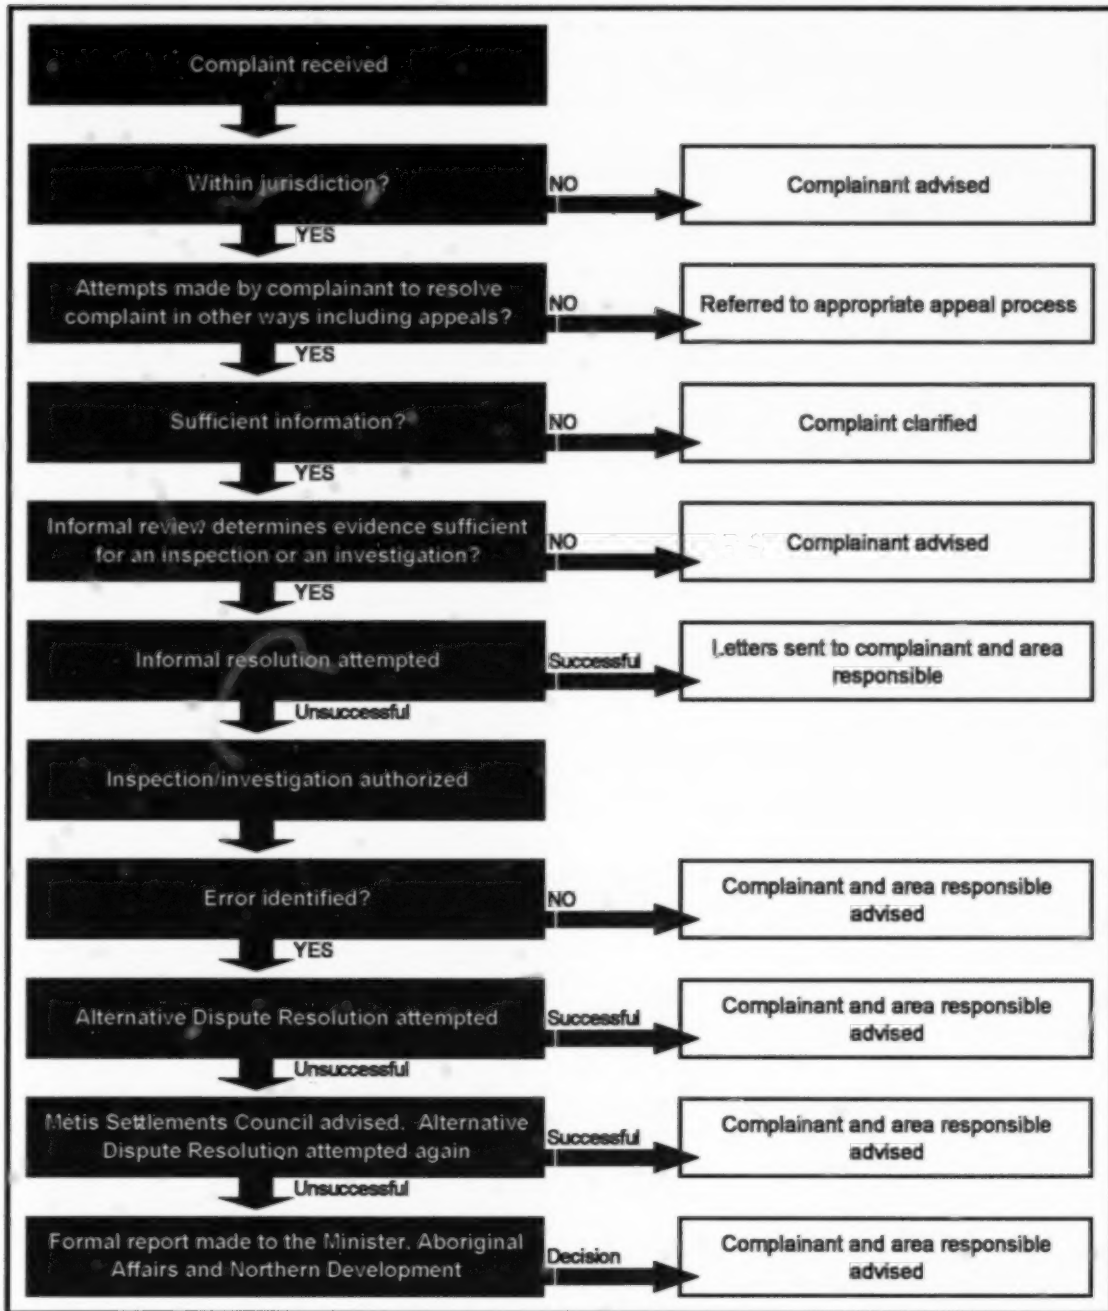 Complaint received
Within jurisdiction?
NO
Complainant advised
YES
Attempts made by complainant to resolve
complaint in other ways including appeals?
NO
Referred to appropriate appeal process
YES
Sufficient information?
NO
Complaint clarified
YES
Informal review determines evidence sufficient
for an inspection or an investigation?
NO
Complainant advised
YES
Informal resolution attempted
Successful
Letters sent to complainant and area
responsible
Unsuccessful
Inspection/investigation authorized
Error identified?
NO
Complainant and area responsible
advised
YES
Alternative Dispute Resolution attempted
Successful
Complainant and area responsible
advised
Unsuccessful
Métis Settlements Council advised. Alternative
Dispute Resolution attempted again
Successful
Complainant and area responsible
advised
Unsuccessful
Formal report made to the Minister, Aboriginal
Affairs and Northern Development
Decision
Complainant and area responsible
advised